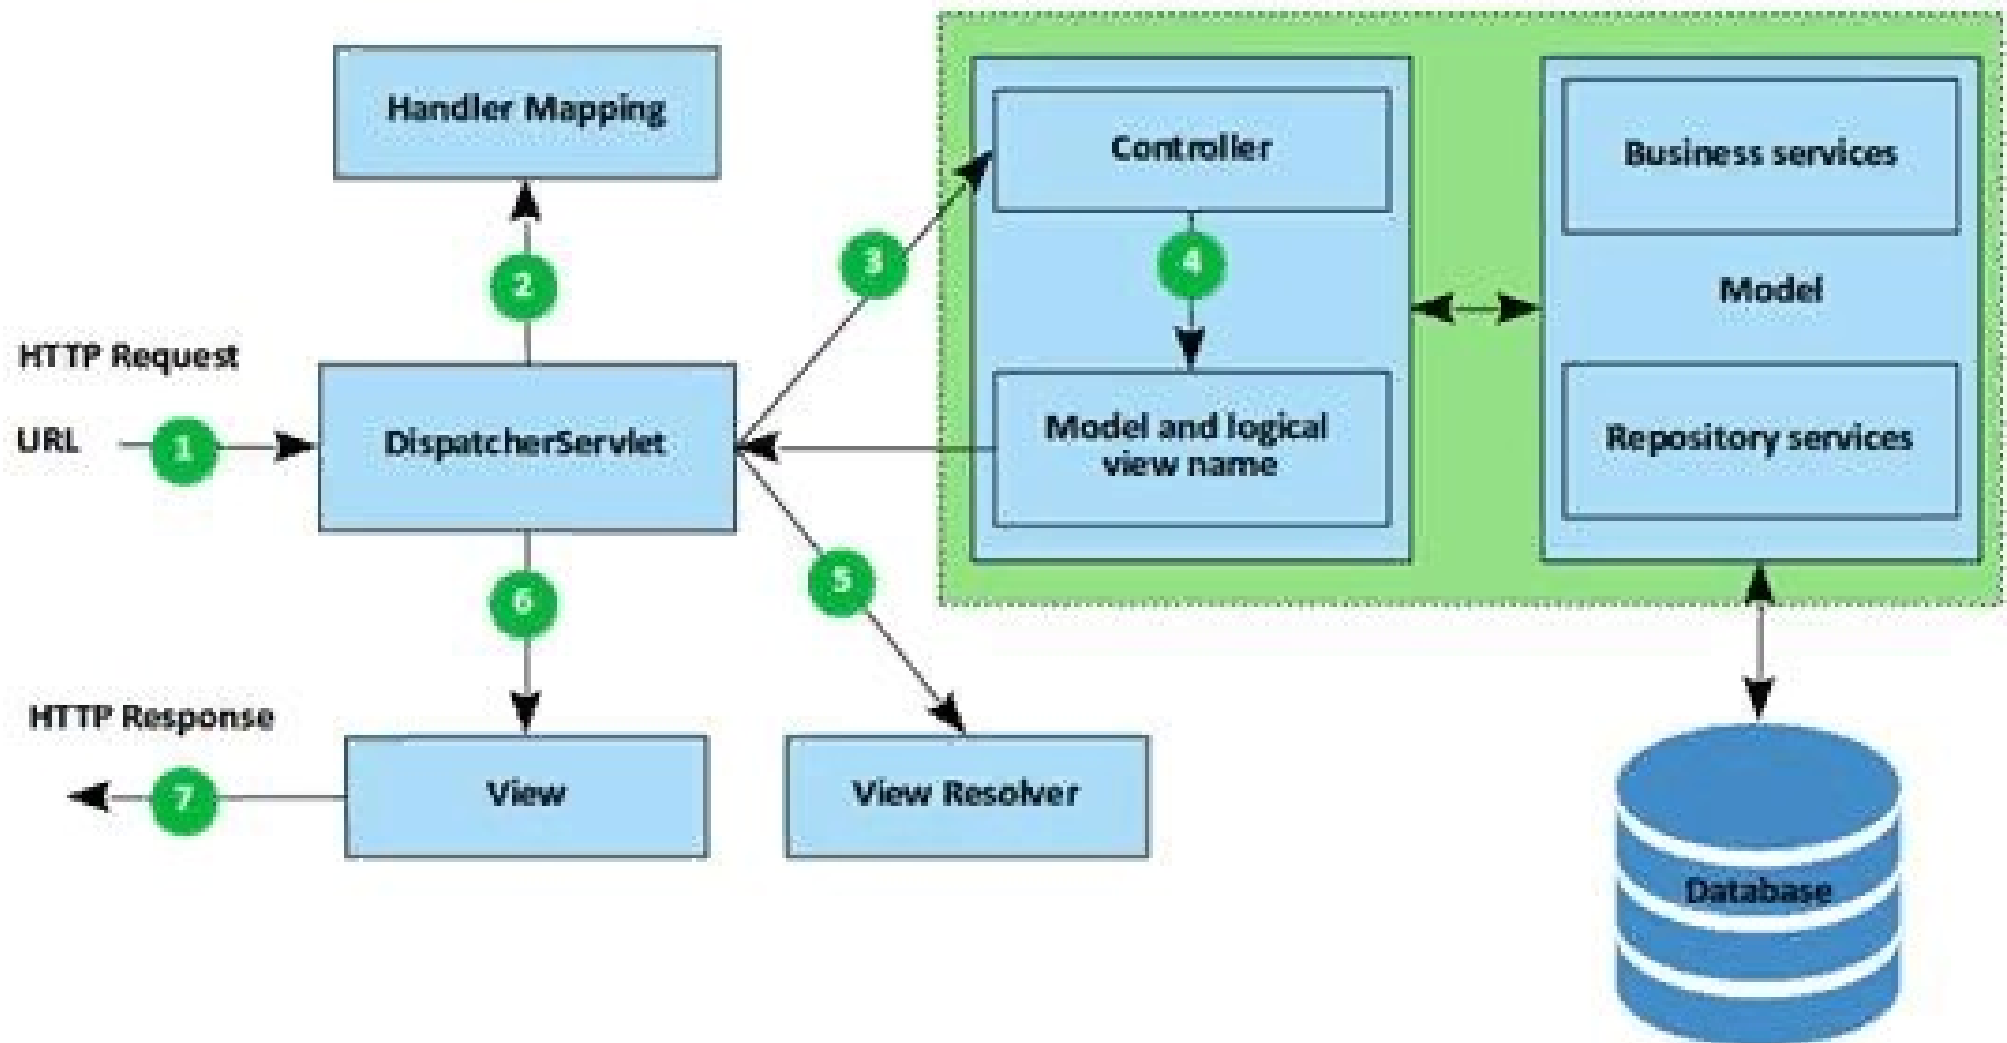 Handler Mapping
Controller
Business services
2
3
4
Model
HTTP Request
URL
1
DispatcherServlet
Model and logical
view name
Repository services
6
5
HTTP Response
7
View
View Resolver
Database